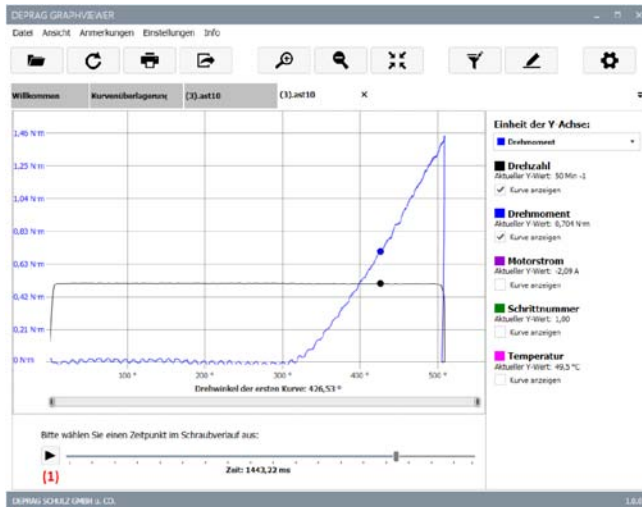 DEPRAG GRAPHVIEWER
Datei Ansicht Anmerkungen Einstellungen Info
Willkommen Kurvenüberlagerung (3).ast10 (3).ast10 X
1,46 N·m
1,25 N·m
1,04 N·m
0,83 N·m
0,63 N·m
0,42 N·m
0,21 N·m
0 N·m
100 ° 200 ° 300 ° 400 ° 500 °
Drehwinkel der ersten Kurve: 426,53 °
Einheit der Y-Achse:
Drehmoment
Drehzahl
Aktueller Y-Wert: 50 Min -1
Kurve anzeigen
Drehmoment
Aktueller Y-Wert: 0,704 N·m
Kurve anzeigen
Motorstrom
Aktueller Y-Wert: -2,09 A
Kurve anzeigen
Schrittnummer
Aktueller Y-Wert: 1,00
Kurve anzeigen
Temperatur
Aktueller Y-Wert: 49,5 °C
Kurve anzeigen
Bitte wählen Sie einen Zeitpunkt im Schraubverlauf aus:
(1)
Zeit: 1443,22 ms
DEPRAG SCHULZ GMBH u. CO.